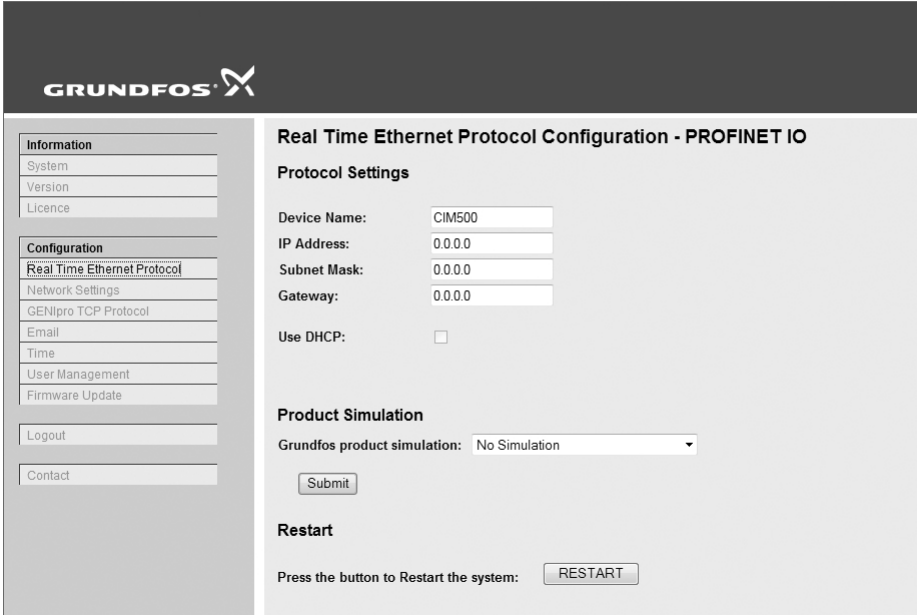 GRUNDFOS
Information
System
Version
Licence
Configuration
Real Time Ethernet Protocol
Network Settings
GENIpro TCP Protocol
Email
Time
User Management
Firmware Update
Logout
Contact
Real Time Ethernet Protocol Configuration - PROFINET IO
Protocol Settings
Device Name: CIM500
IP Address: 0.0.0.0
Subnet Mask: 0.0.0.0
Gateway: 0.0.0.0
Use DHCP:
Product Simulation
Grundfos product simulation: No Simulation
Submit
Restart
Press the button to Restart the system: RESTART